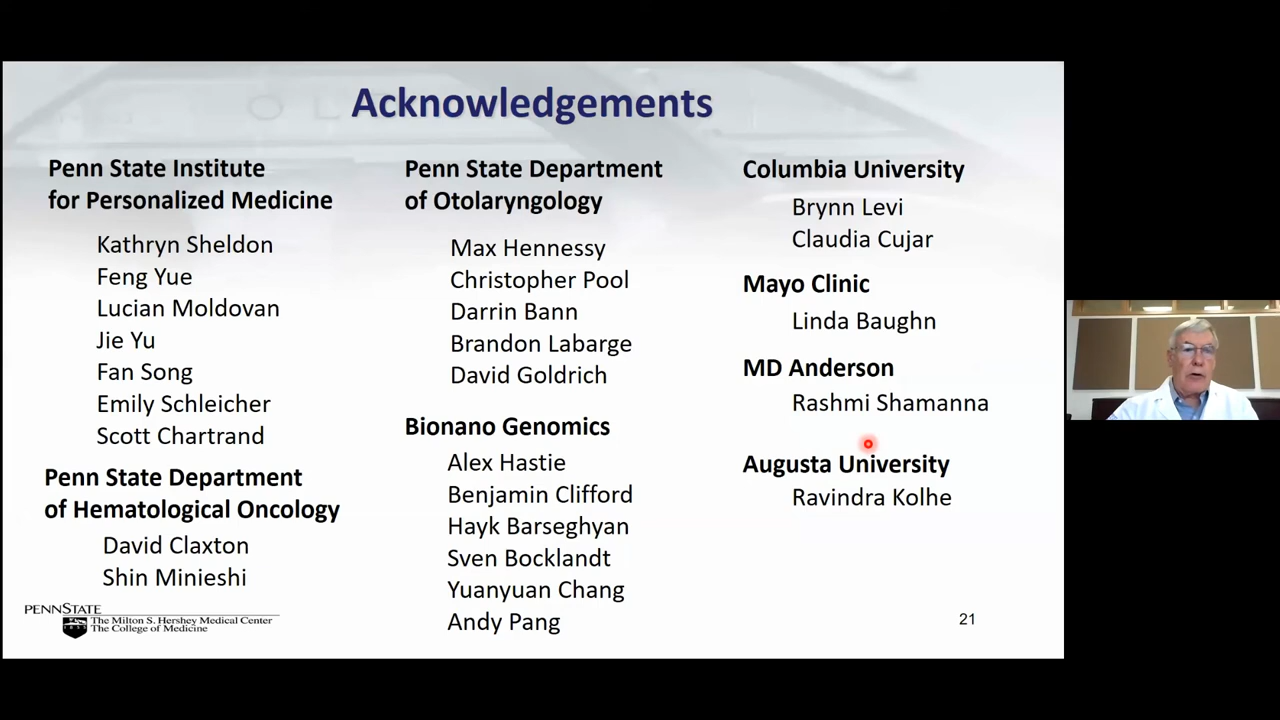 Acknowledgements
Penn State Institute
for Personalized Medicine
Kathryn Sheldon
Feng Yue
Lucian Moldovan
Jie Yu
Fan Song
Emily Schleicher
Scott Chartrand
Penn State Department
of Hematological Oncology
David Claxton
Shin Minieshi
Penn State Department
of Otolaryngology
Max Hennessy
Christopher Pool
Darrin Bann
Brandon Labarge
David Goldrich
Bionano Genomics
Alex Hastie
Benjamin Clifford
Hayk Barseghyan
Sven Bocklandt
Yuanyuan Chang
Andy Pang
Columbia University
Brynn Levi
Claudia Cujar
Mayo Clinic
Linda Baughn
MD Anderson
Rashmi Shamanna
Augusta University
Ravindra Kolhe
PENNSTATE
The Milton S. Hershey Medical Center
The College of Medicine
21